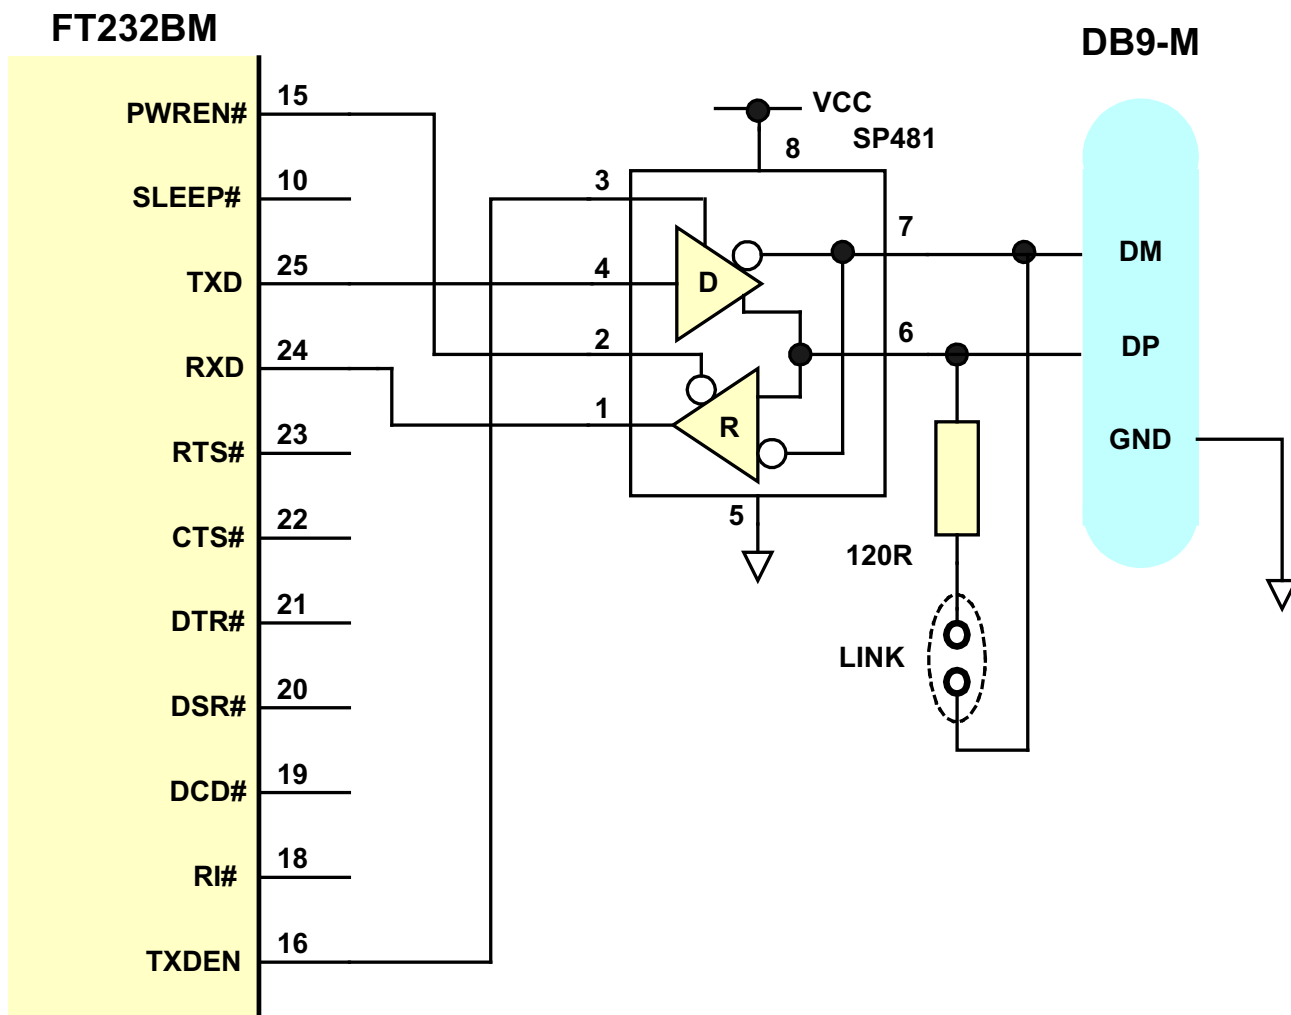 FT232BM
DB9-M
PWREN#
15
SLEEP#
10
TXD
25
RXD
24
RTS#
23
CTS#
22
DTR#
21
DSR#
20
DCD#
19
RI#
18
TXDEN
16
VCC
SP481
8
3
4
2
1
D
R
7
6
5
120R
LINK
DM
DP
GND